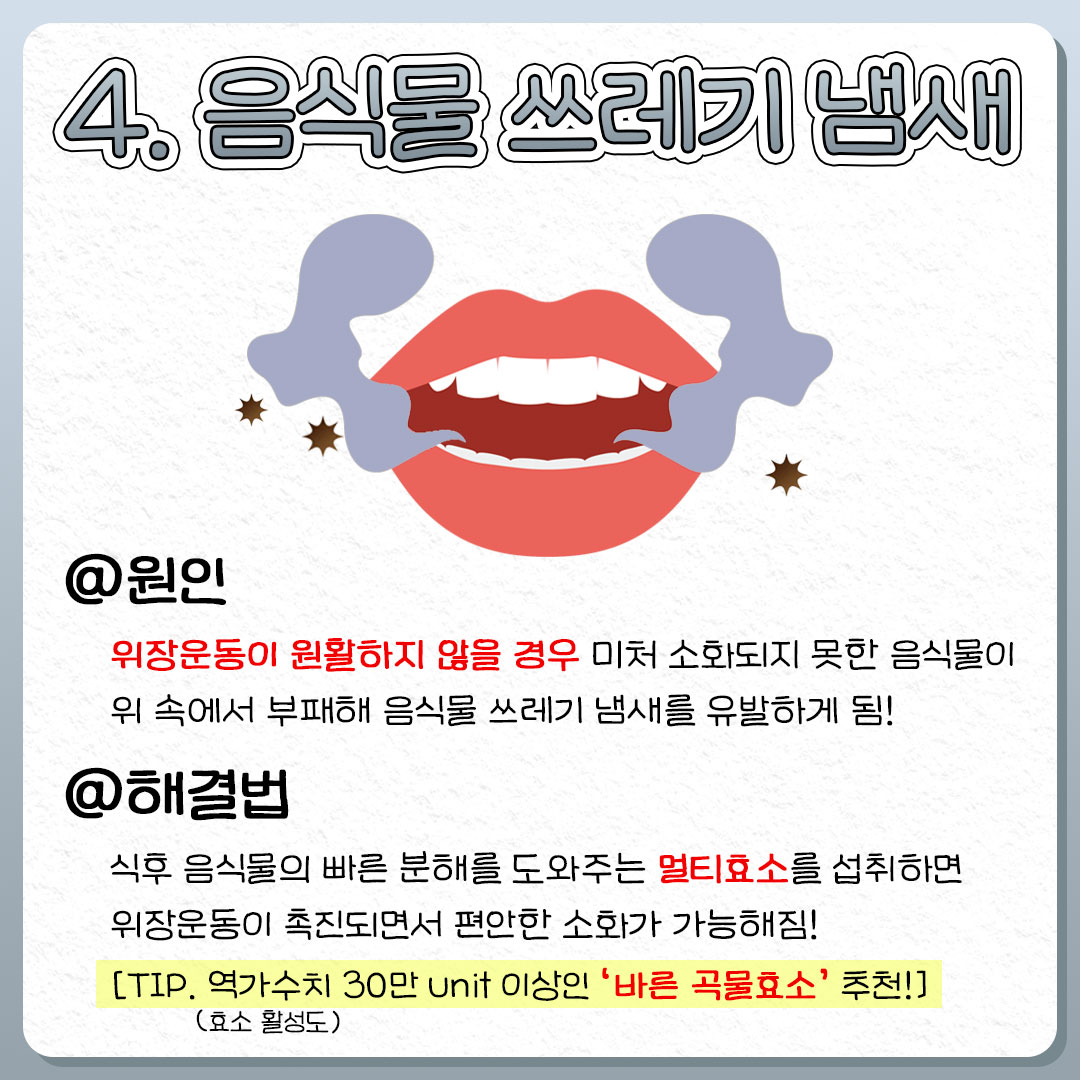 4. 음식물 쓰레기 냄새
@원인
위장운동이 원활하지 않을 경우 미처 소화되지 못한 음식물이
위 속에서 부패해 음식물 쓰레기 냄새를 유발하게 됨!
@해결법
식후 음식물의 빠른 분해를 도와주는 멀티효소를 섭취하면
위장운동이 촉진되면서 편안한 소화가 가능해짐!
[TIP. 역가수치 30만 unit 이상인 ‘바른 곡물효소’ 추천!]
(효소 활성도)